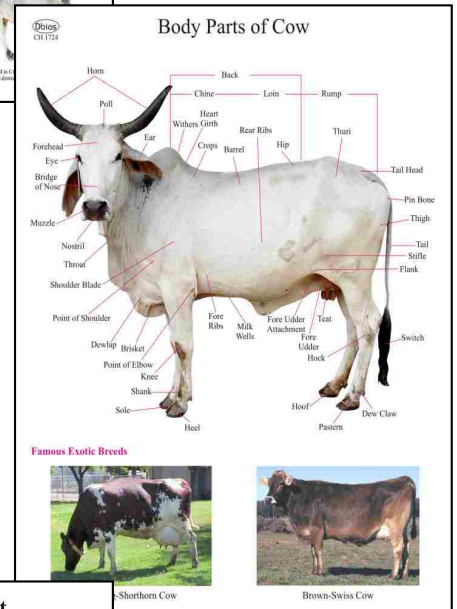 Dbios
CH 1724
Body Parts of Cow
Horn
Back
Chine
Loin
Rump
Poll
Heart
Girth
Withers
Crops
Rear Ribs
Barrel
Hip
Thuri
Ear
Forehead
Eye
Bridge
of Nose
Muzzle
Nostril
Throat
Shoulder Blade
Point of Shoulder
Dewlap
Brisket
Point of Elbow
Knee
Shank
Sole
Heel
Fore
Ribs
Milk
Wells
Fore Udder
Attachment
Fore
Udder
Teat
Hock
Hoof
Pastern
Dew Claw
Switch
Flank
Stifle
Tail
Thigh
Pin Bone
Tail Head
Famous Exotic Breeds
g-Shorthorn Cow
Brown-Swiss Cow